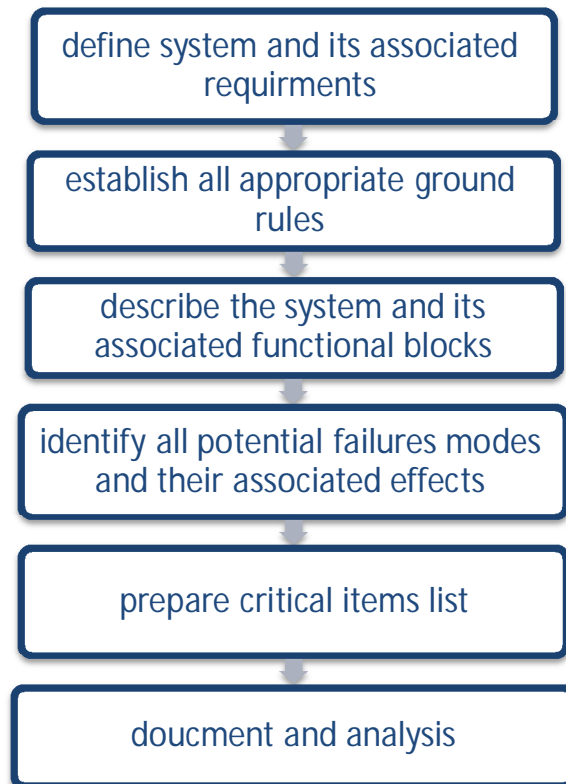 define system and its associated
requirments
establish all appropriate ground
rules
describe the system and its
associated functional blocks
identify all potential failures modes
and their associated effects
prepare critical items list
doucment and analysis